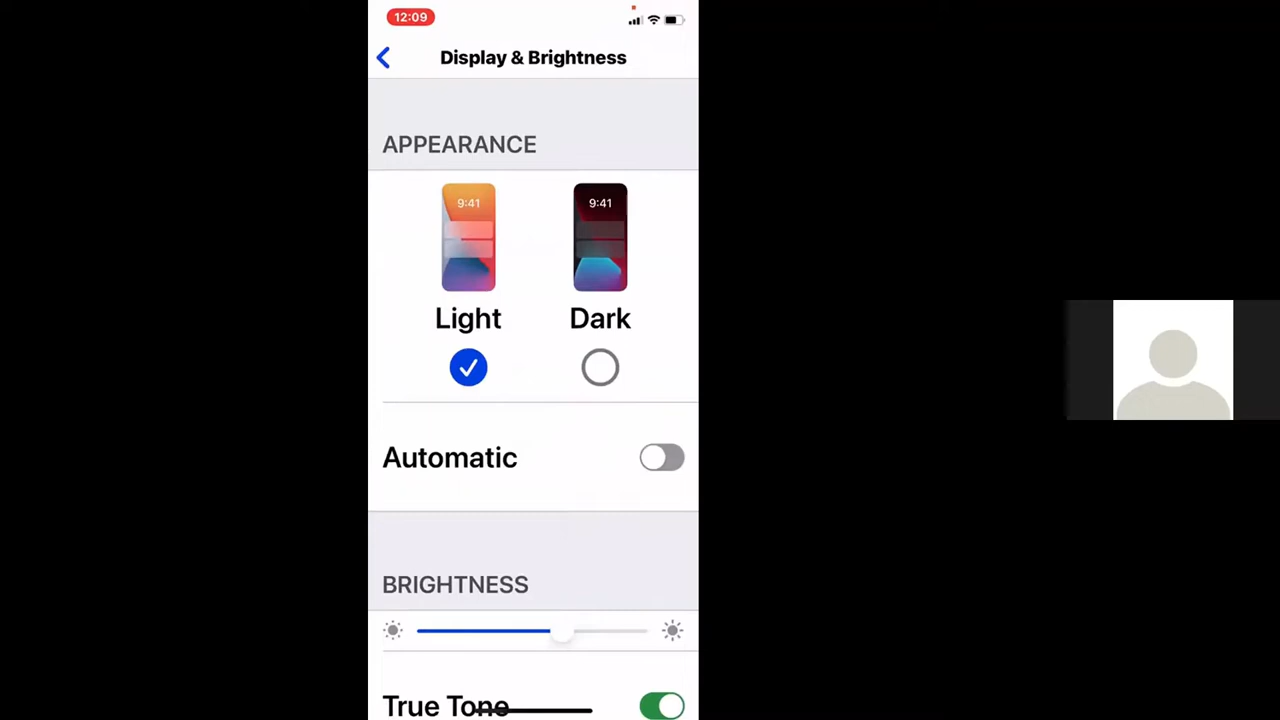 12:09
Display & Brightness
APPEARANCE
9:41
9:41
Light
Dark
Automatic
BRIGHTNESS
True Tone